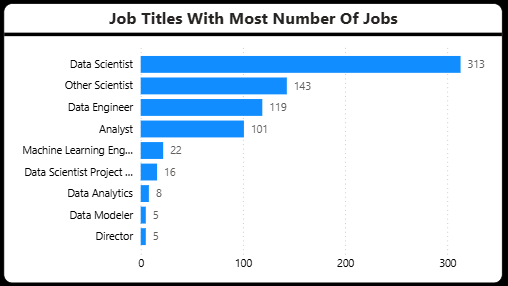 Job Titles With Most Number Of Jobs
Data Scientist 313
Other Scientist 143
Data Engineer 119
Analyst 101
Machine Learning Eng... 22
Data Scientist Project ... 16
Data Analytics 8
Data Modeler 5
Director 5
0 100 200 300